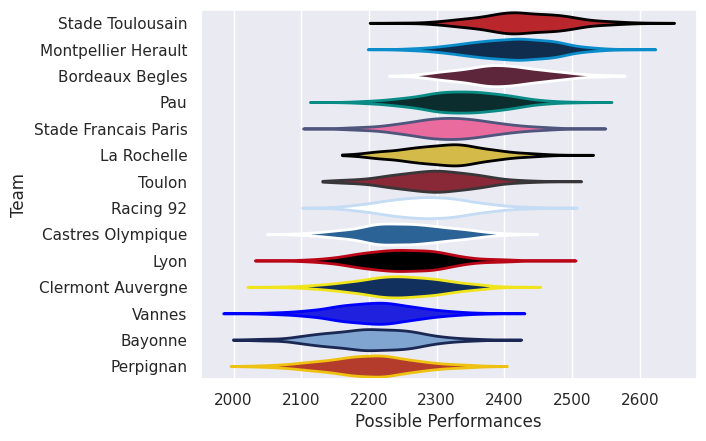 Stade Toulousain
Montpellier Herault
Bordeaux Begles
Pau
Stade Francais Paris
La Rochelle
Toulon
Racing 92
Castres Olympique
Lyon
Clermont Auvergne
Vannes
Bayonne
Perpignan
Team
2000 2100 2200 2300 2400 2500 2600
Possible Performances